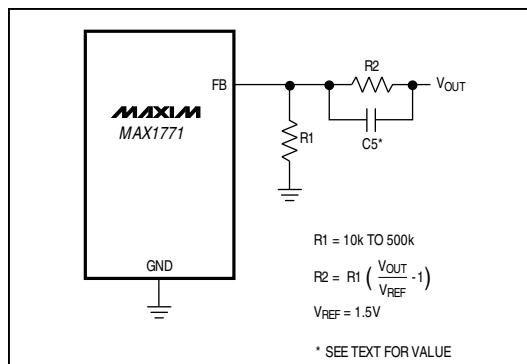 R2
FB
VOUT
MAXIM
MAX1771
R1
C5*
R1 = 10k TO 500k
GND
R2 = R1 ( VOUT / VREF -1 )
VREF = 1.5V
* SEE TEXT FOR VALUE